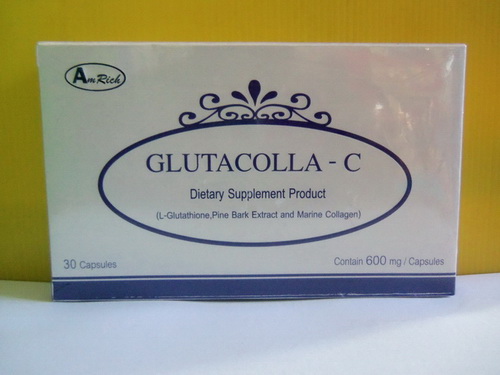 AmRich
GLUTACOLLA - C
Dietary Supplement Product
(L-Glutathione,Pine Bark Extract and Marine Collagen)
30 Capsules
Contain 600 mg / Capsules